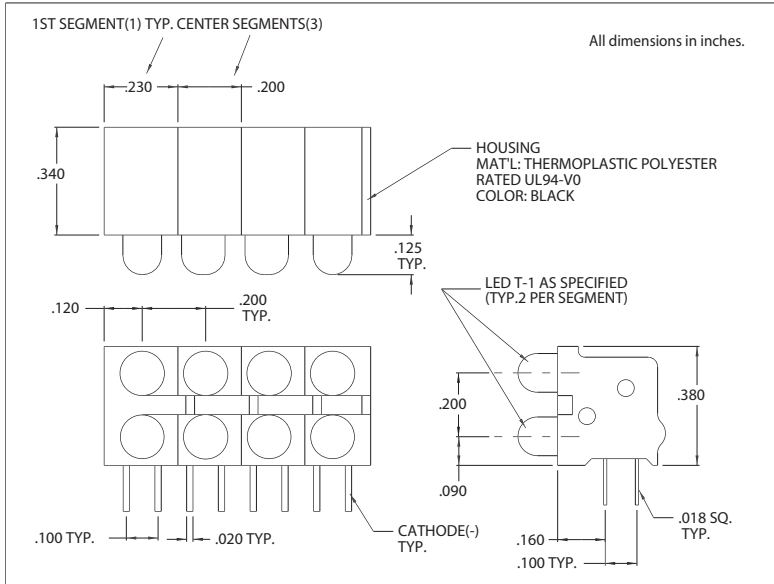 1ST SEGMENT(1) TYP. CENTER SEGMENTS(3)
All dimensions in inches.
.230
.200
.340
HOUSING
MAT'L: THERMOPLASTIC POLYESTER
RATED UL94-V0
COLOR: BLACK
.125
TYP.
LED T-1 AS SPECIFIED
(TYP.2 PER SEGMENT)
.120
.200
TYP.
.200
.380
.090
.100 TYP.
.020 TYP.
CATHODE(-)
TYP.
.160
.100 TYP.
.018 SQ.
TYP.